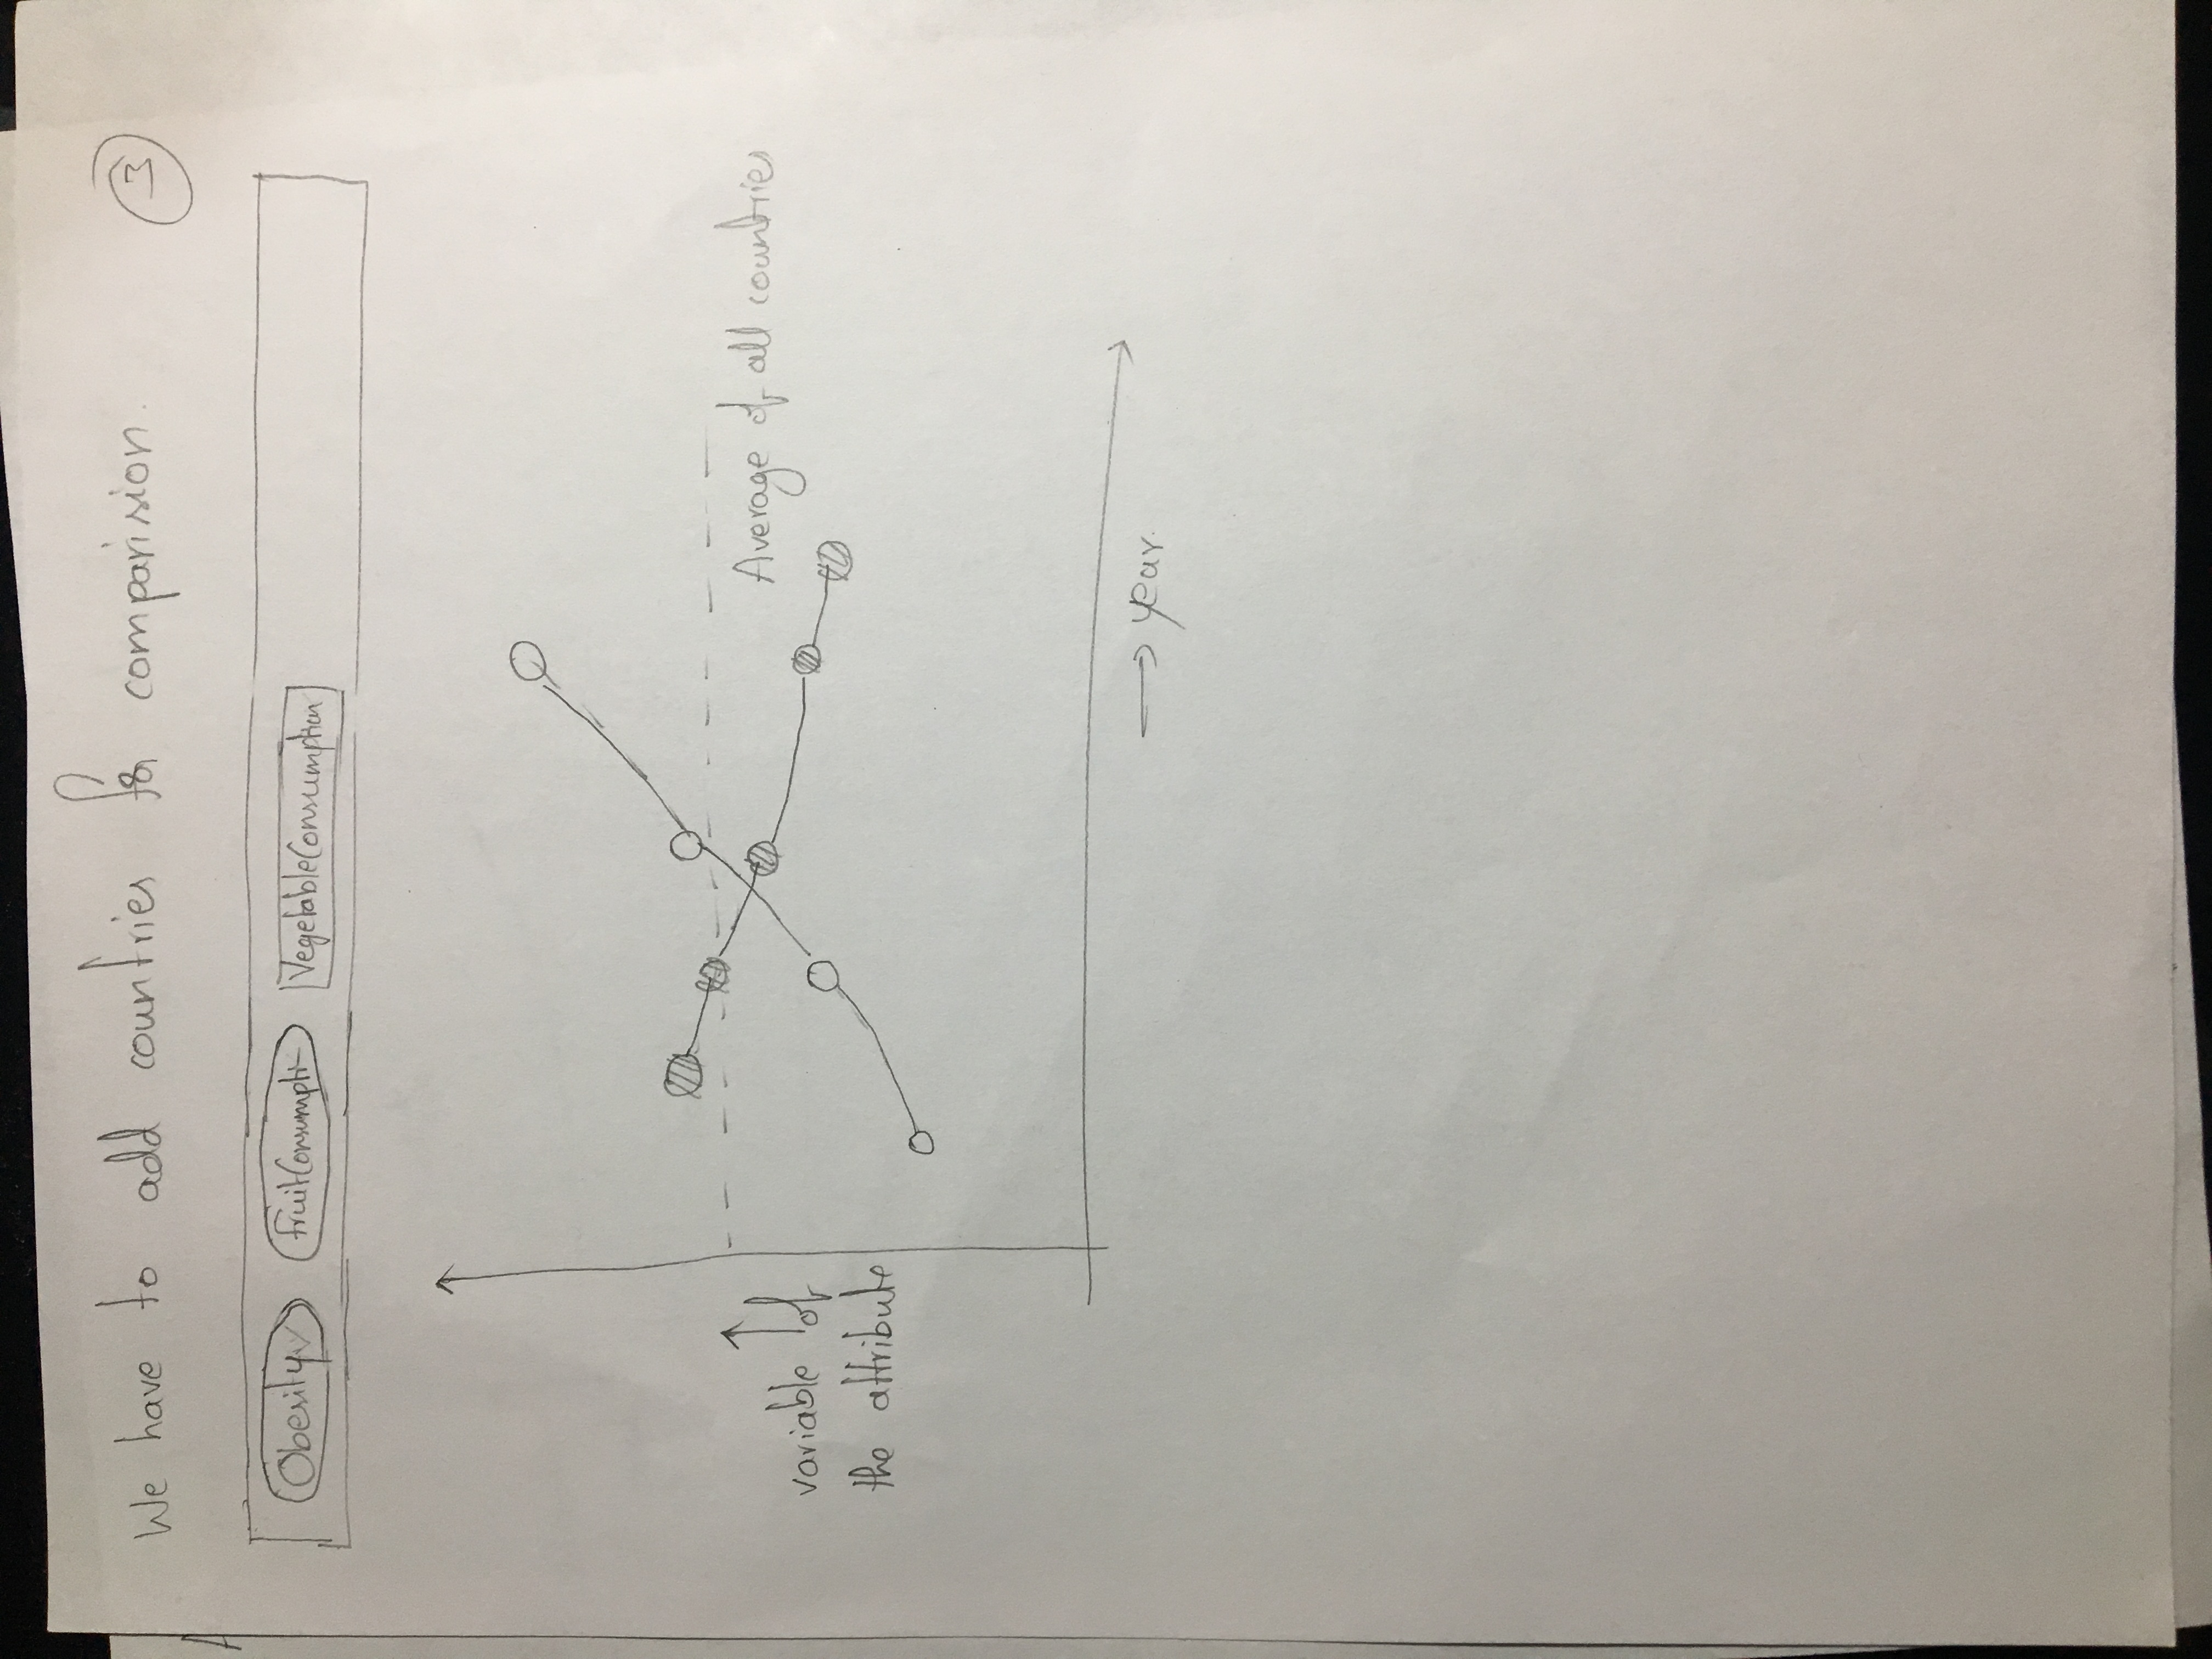 We have to add countries for comparision.
3
Obesity
fruitConsumpti
VegetableConsumption
Average of all countries
variable of
the attribute
year.
A